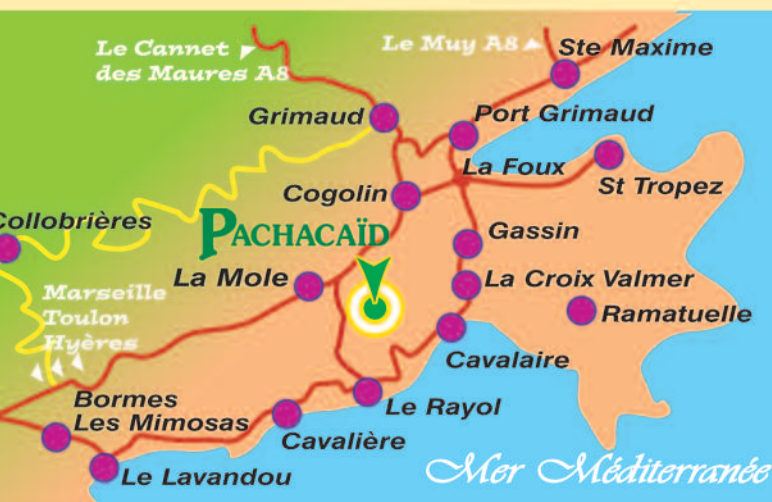 Le Cannet
des Maures A8
Le Muy A8
Ste Maxime
Grimaud
Port Grimaud
La Foux
St Tropez
Cogolin
Collobrières
PACHACAÏD
Gassin
La Mole
La Croix Valmer
Marseille
Toulon
Hyères
Ramatuelle
Cavalaire
Bormes
Les Mimosas
Le Rayol
Cavalière
Le Lavandou
Mer Méditerranée